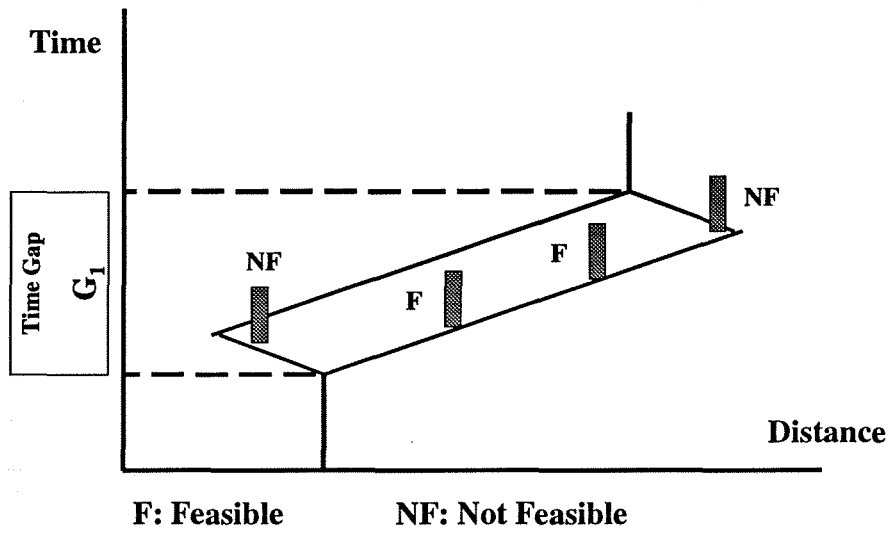 Time
NF
F
NF
F
Time Gap
G1
Distance
F: Feasible
NF: Not Feasible